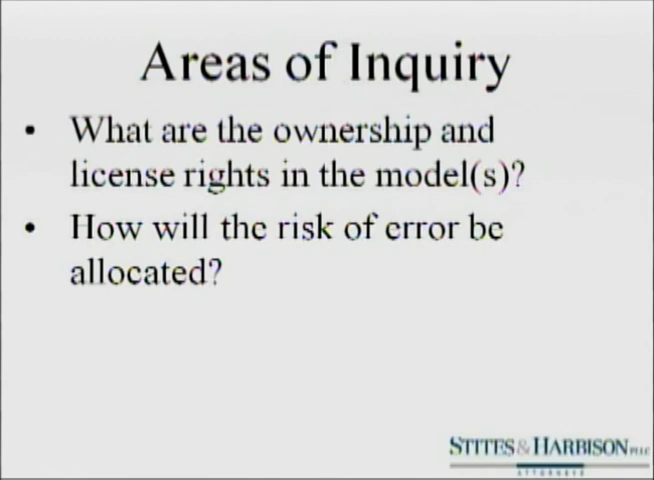 Areas of Inquiry
• What are the ownership and
license rights in the model(s)?
• How will the risk of error be
allocated?
STITES & HARBISON PLLC
ATTORNEYS